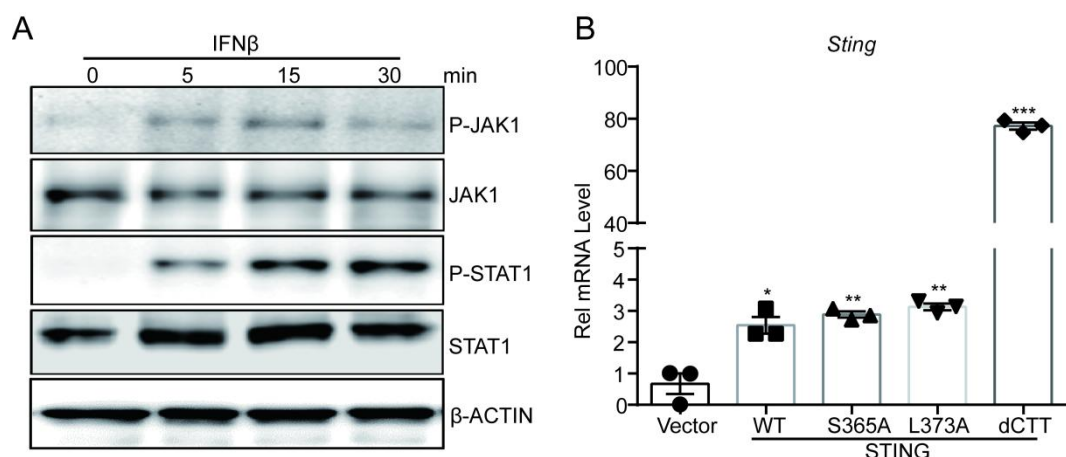 A
IFNβ
0 5 15 30 min
P-JAK1
JAK1
P-STAT1
STAT1
β-ACTIN
B
Sting
Rel mRNA Level
100
80
60
40
5
4
3
2
1
0
*
**
**
***
Vector WT S365A L373A dCTT
STING